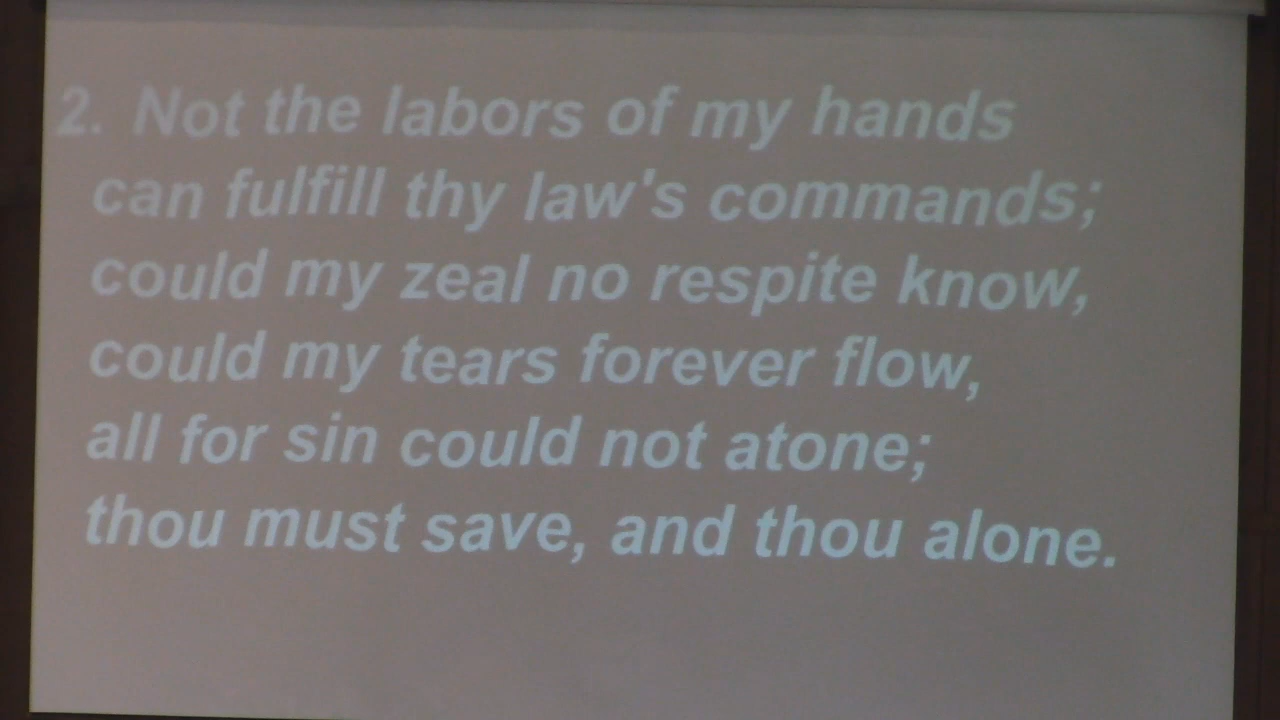 2. Not the labors of my hands
can fulfill thy law's commands;
could my zeal no respite know,
could my tears forever flow,
all for sin could not atone;
thou must save, and thou alone.